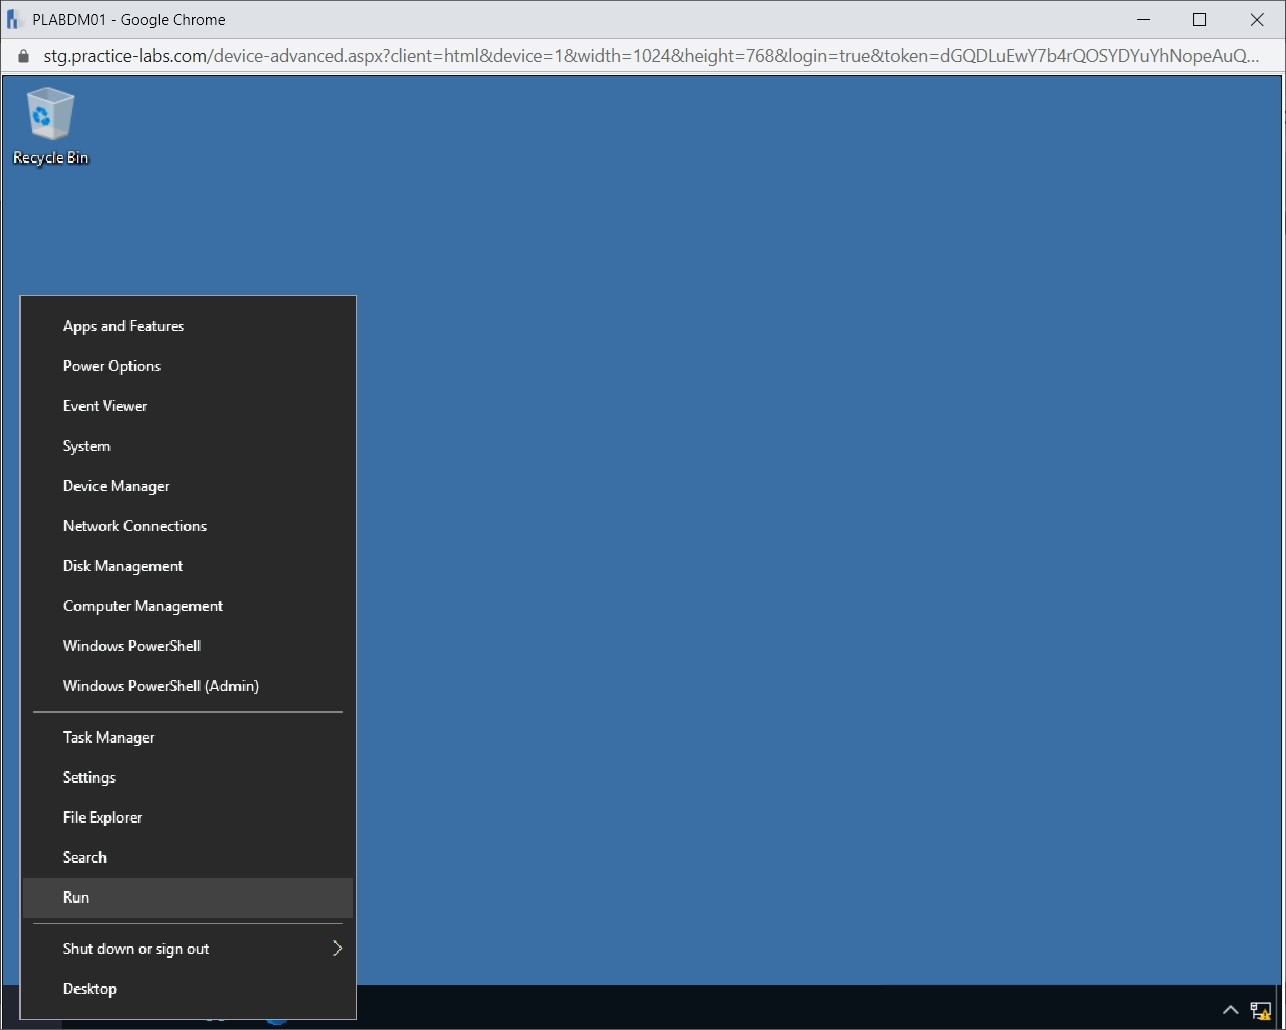 PLABDM01 - Google Chrome
stg.practice-labs.com/device-advanced.aspx?client=html&device=1&width=1024&height=768&login=true&token=dGQDLuEwY7b4rQOSYDYuYhNopeAuQ...
Recycle Bin
Apps and Features
Power Options
Event Viewer
System
Device Manager
Network Connections
Disk Management
Computer Management
Windows PowerShell
Windows PowerShell (Admin)
Task Manager
Settings
File Explorer
Search
Run
Shut down or sign out
Desktop